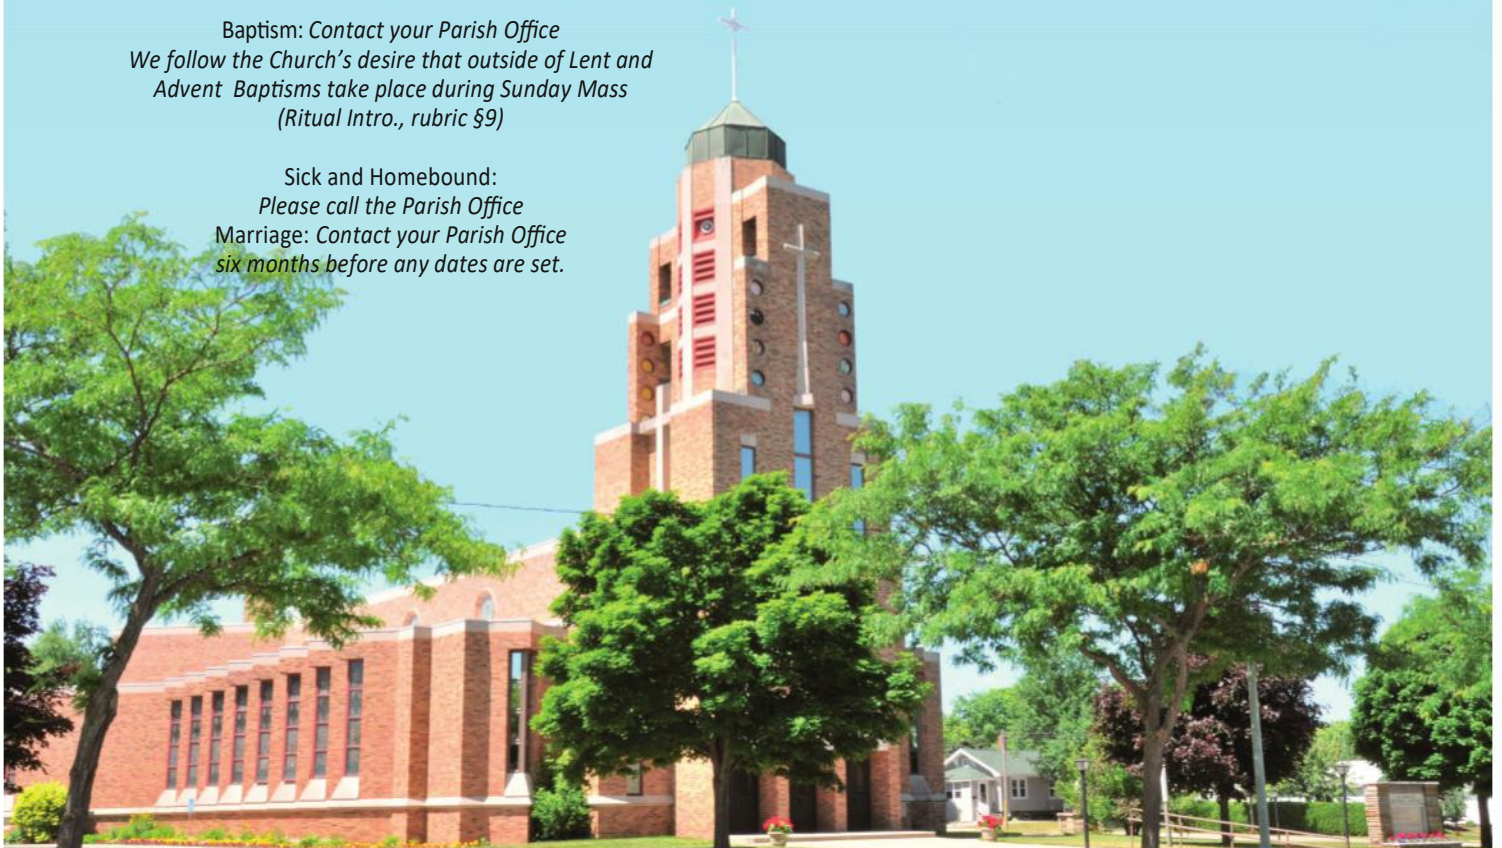 Baptism: Contact your Parish Office
We follow the Church’s desire that outside of Lent and
Advent  Baptisms take place during Sunday Mass
(Ritual Intro., rubric §9)
Sick and Homebound:
Please call the Parish Office
Marriage: Contact your Parish Office
six months before any dates are set.